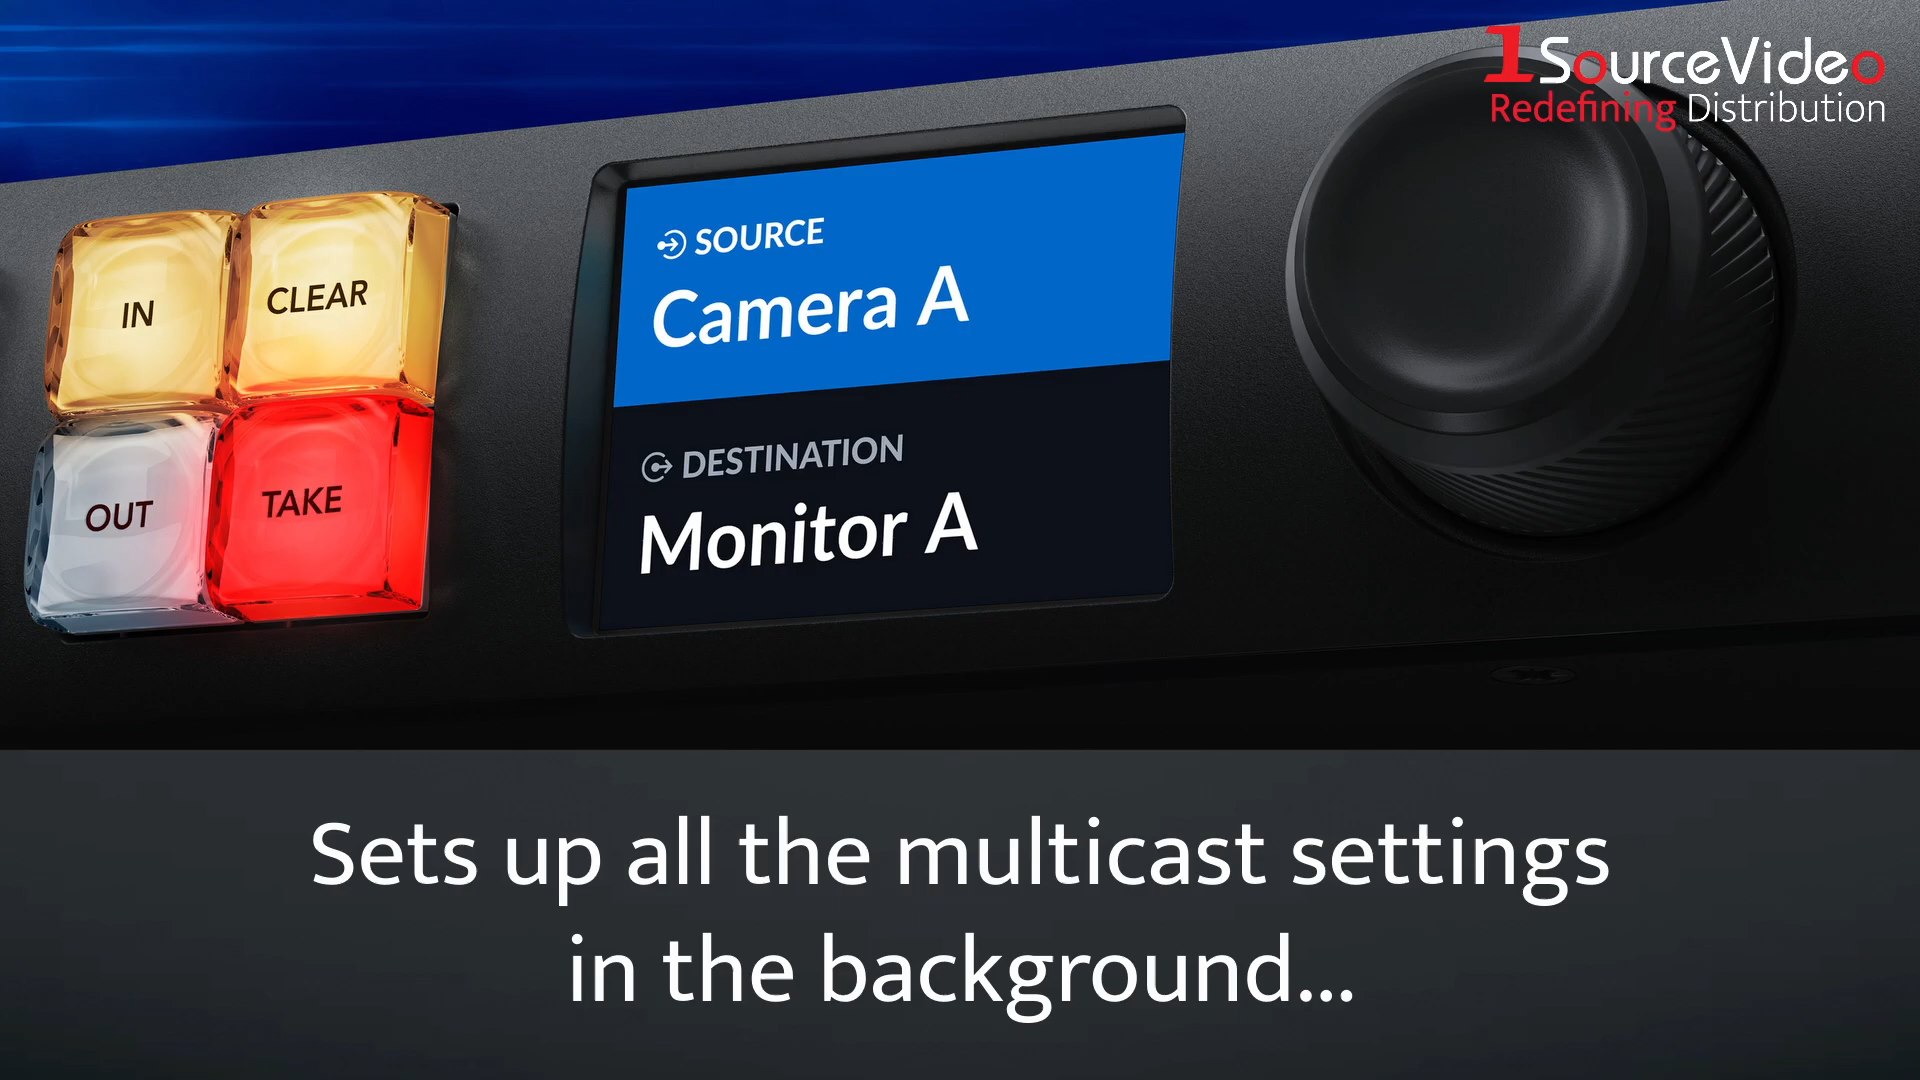 1SourceVideo
Redefining Distribution
IN
CLEAR
OUT
TAKE
SOURCE
Camera A
DESTINATION
Monitor A
Sets up all the multicast settings
in the background...